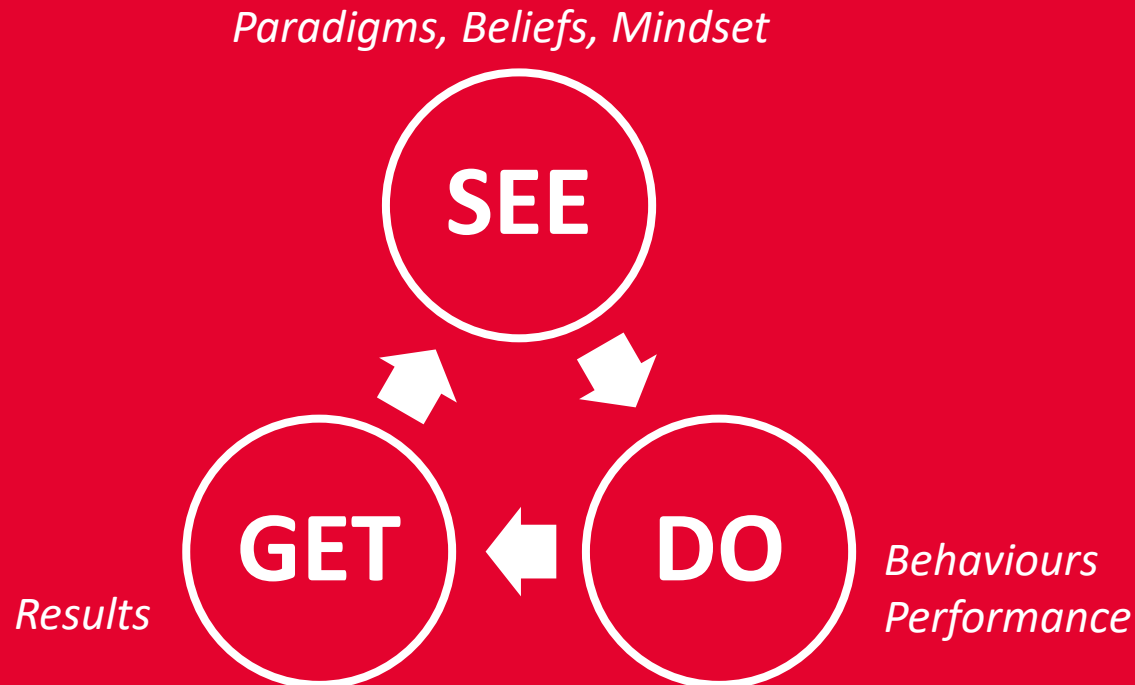 Paradigms, Beliefs, Mindset
SEE
GET
DO
Results
Behaviours
Performance